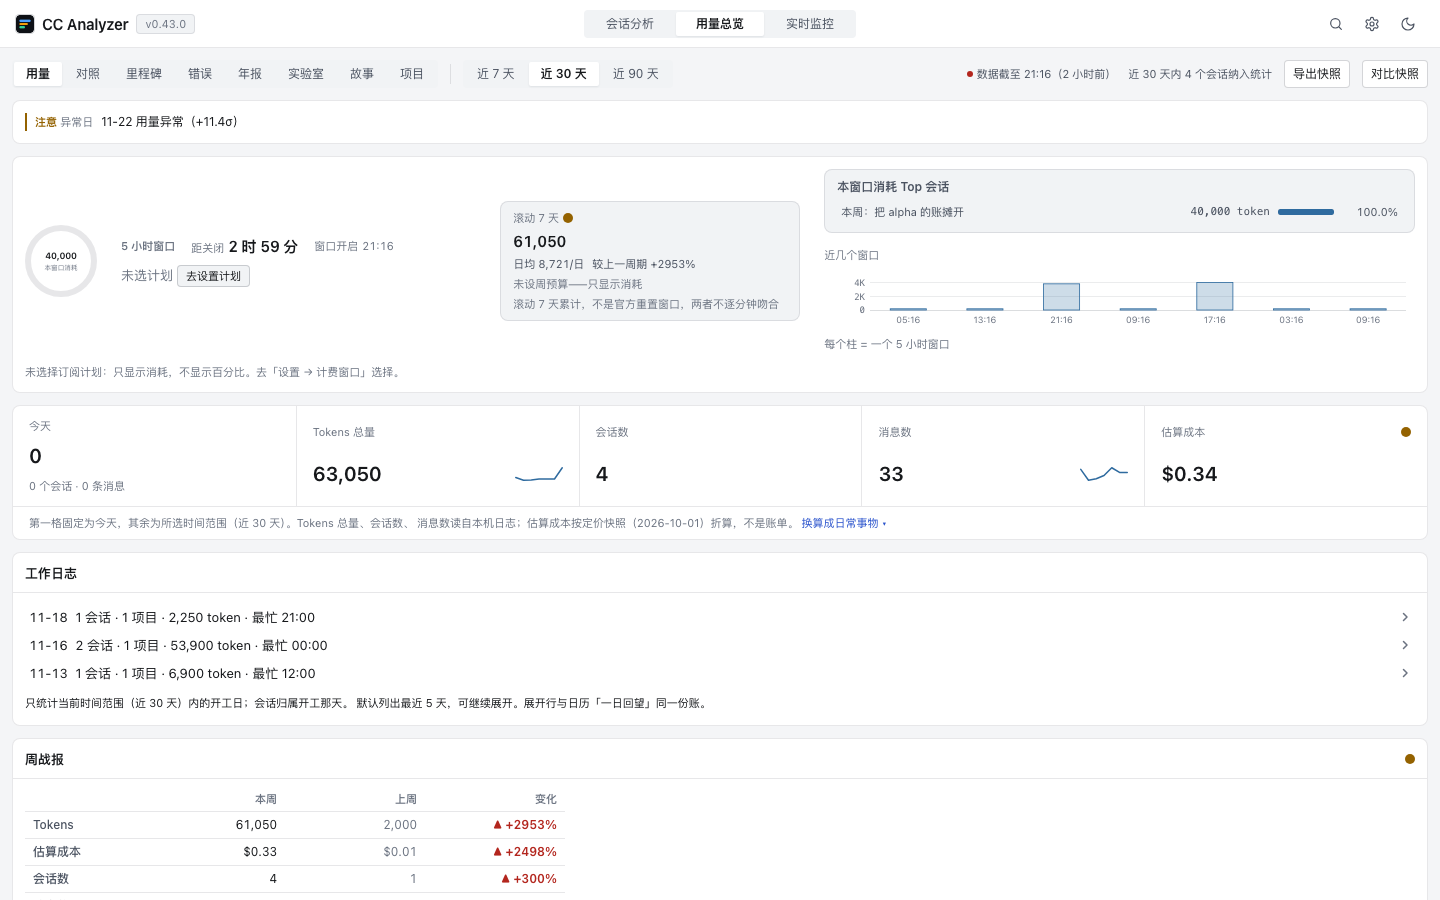 CC Analyzer v0.43.0
会话分析 用量总览 实时监控
用量 对照 里程碑 错误 年报 实验室 故事 项目 近 7 天 近 30 天 近 90 天
数据截至 21:16（2 小时前） 近 30 天内 4 个会话纳入统计 导出快照 对比快照
注意 异常日 11-22 用量异常（+11.4σ）
40,000
本窗口消耗
5 小时窗口 距关闭 2 时 59 分 窗口开启 21:16
未选计划 去设置计划
滚动 7 天
61,050
日均 8,721/日 较上一周期 +2953%
未设周预算——只显示消耗
滚动 7 天累计，不是官方重置窗口，两者不逐分钟吻合
本窗口消耗 Top 会话
本周：把 alpha 的账摊开 40,000 token 100.0%
近几个窗口
4K
2K
0
05:16 13:16 21:16 09:16 17:16 03:16 09:16
每个柱 = 一个 5 小时窗口
未选择订阅计划：只显示消耗，不显示百分比。去「设置 → 计费窗口」选择。
今天
0
0 个会话 · 0 条消息
Tokens 总量
63,050
会话数
4
消息数
33
估算成本
$0.34
第一格固定为今天，其余为所选时间范围（近 30 天）。Tokens 总量、会话数、 消息数读自本机日志；估算成本按定价快照（2026-10-01）折算，不是账单。 换算成日常事物
工作日志
11-18 1 会话 · 1 项目 · 2,250 token · 最忙 21:00
11-16 2 会话 · 1 项目 · 53,900 token · 最忙 00:00
11-13 1 会话 · 1 项目 · 6,900 token · 最忙 12:00
只统计当前时间范围（近 30 天）内的开工日；会话归属开工那天。 默认列出最近 5 天，可继续展开。展开行与日历「一日回望」同一份账。
周战报
本周 上周 变化
Tokens 61,050 2,000 ▲ +2953%
估算成本 $0.33 $0.01 ▲ +2498%
会话数 4 1 ▲ +300%